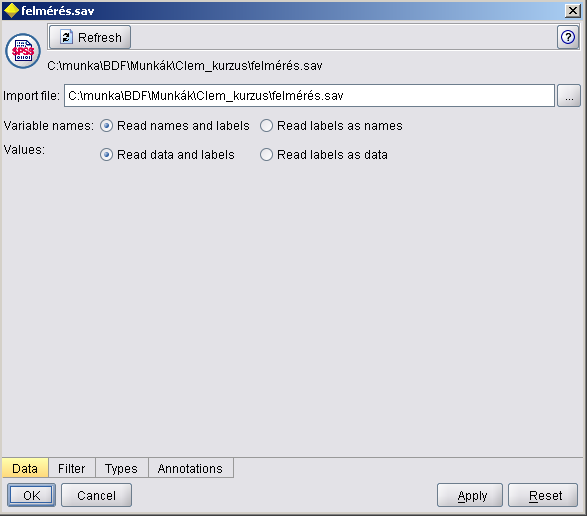 felmérés.sav
Refresh
SPSS
C:\munka\BDF\Munkák\Clem_kurzus\felmérés.sav
Import file: C:\munka\BDF\Munkák\Clem_kurzus\felmérés.sav ...
Variable names: Read names and labels Read labels as names
Values: Read data and labels Read labels as data
Data Filter Types Annotations
OK Cancel Apply Reset